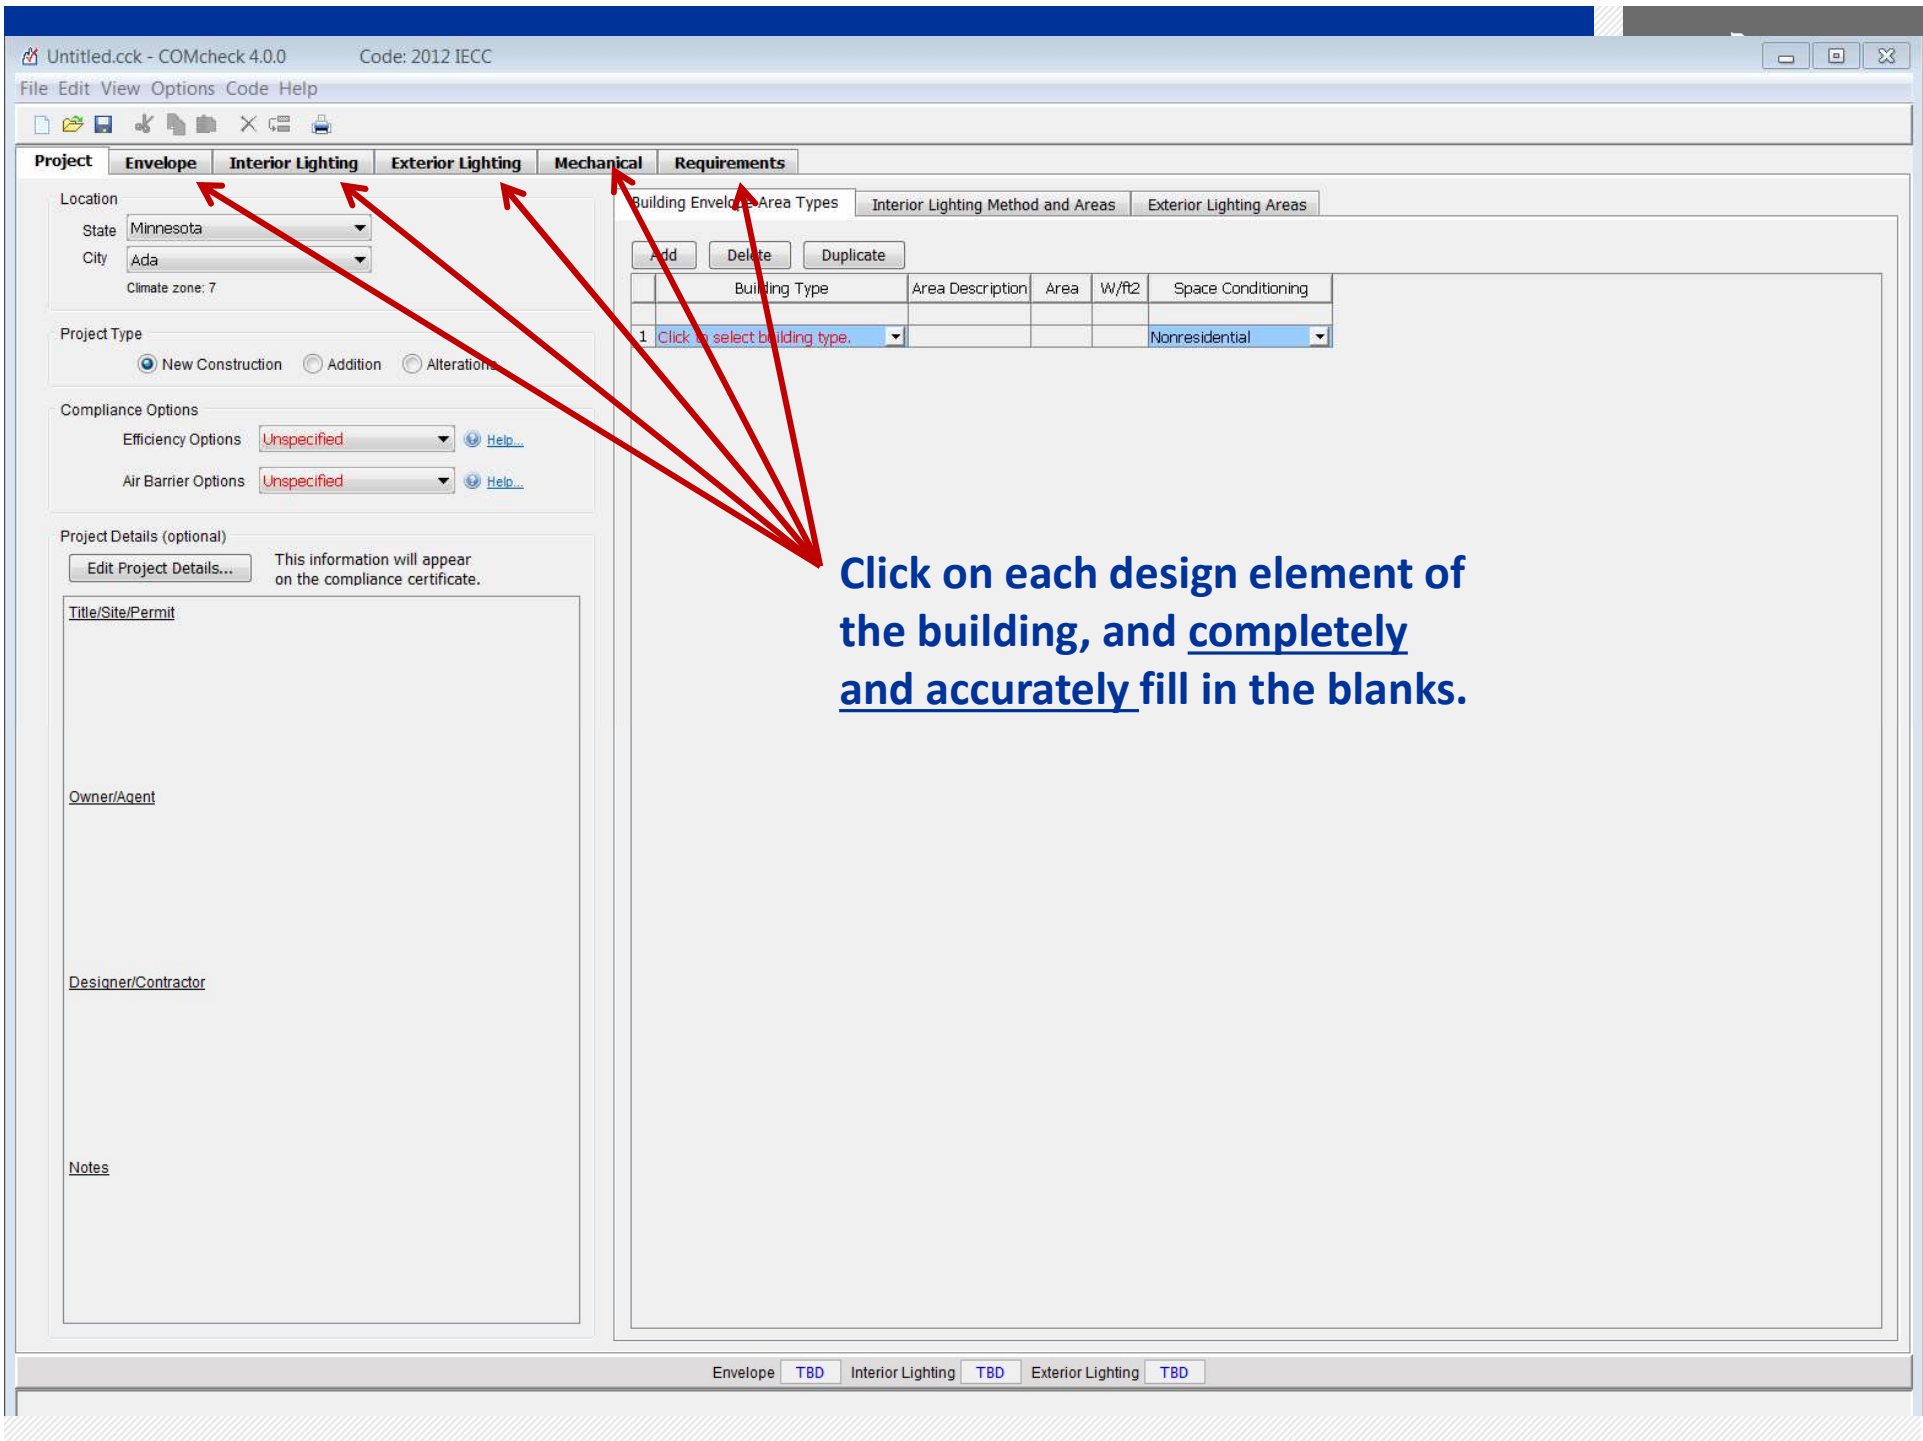 Untitled.cck - COMcheck 4.0.0 Code: 2012 IECC
File Edit View Options Code Help
Project Envelope Interior Lighting Exterior Lighting Mechanical Requirements
Location
State Minnesota
City Ada
Climate zone: 7
Project Type
New Construction Addition Alterations
Compliance Options
Efficiency Options Unspecified Help...
Air Barrier Options Unspecified Help...
Project Details (optional)
Edit Project Details... This information will appear
on the compliance certificate.
Title/Site/Permit
Owner/Agent
Designer/Contractor
Notes
Building Envelope Area Types Interior Lighting Method and Areas Exterior Lighting Areas
Add Delete Duplicate
Building Type Area Description Area W/ft2 Space Conditioning
1 Click to select building type. Nonresidential
Click on each design element of
the building, and completely
and accurately fill in the blanks.
Envelope TBD Interior Lighting TBD Exterior Lighting TBD